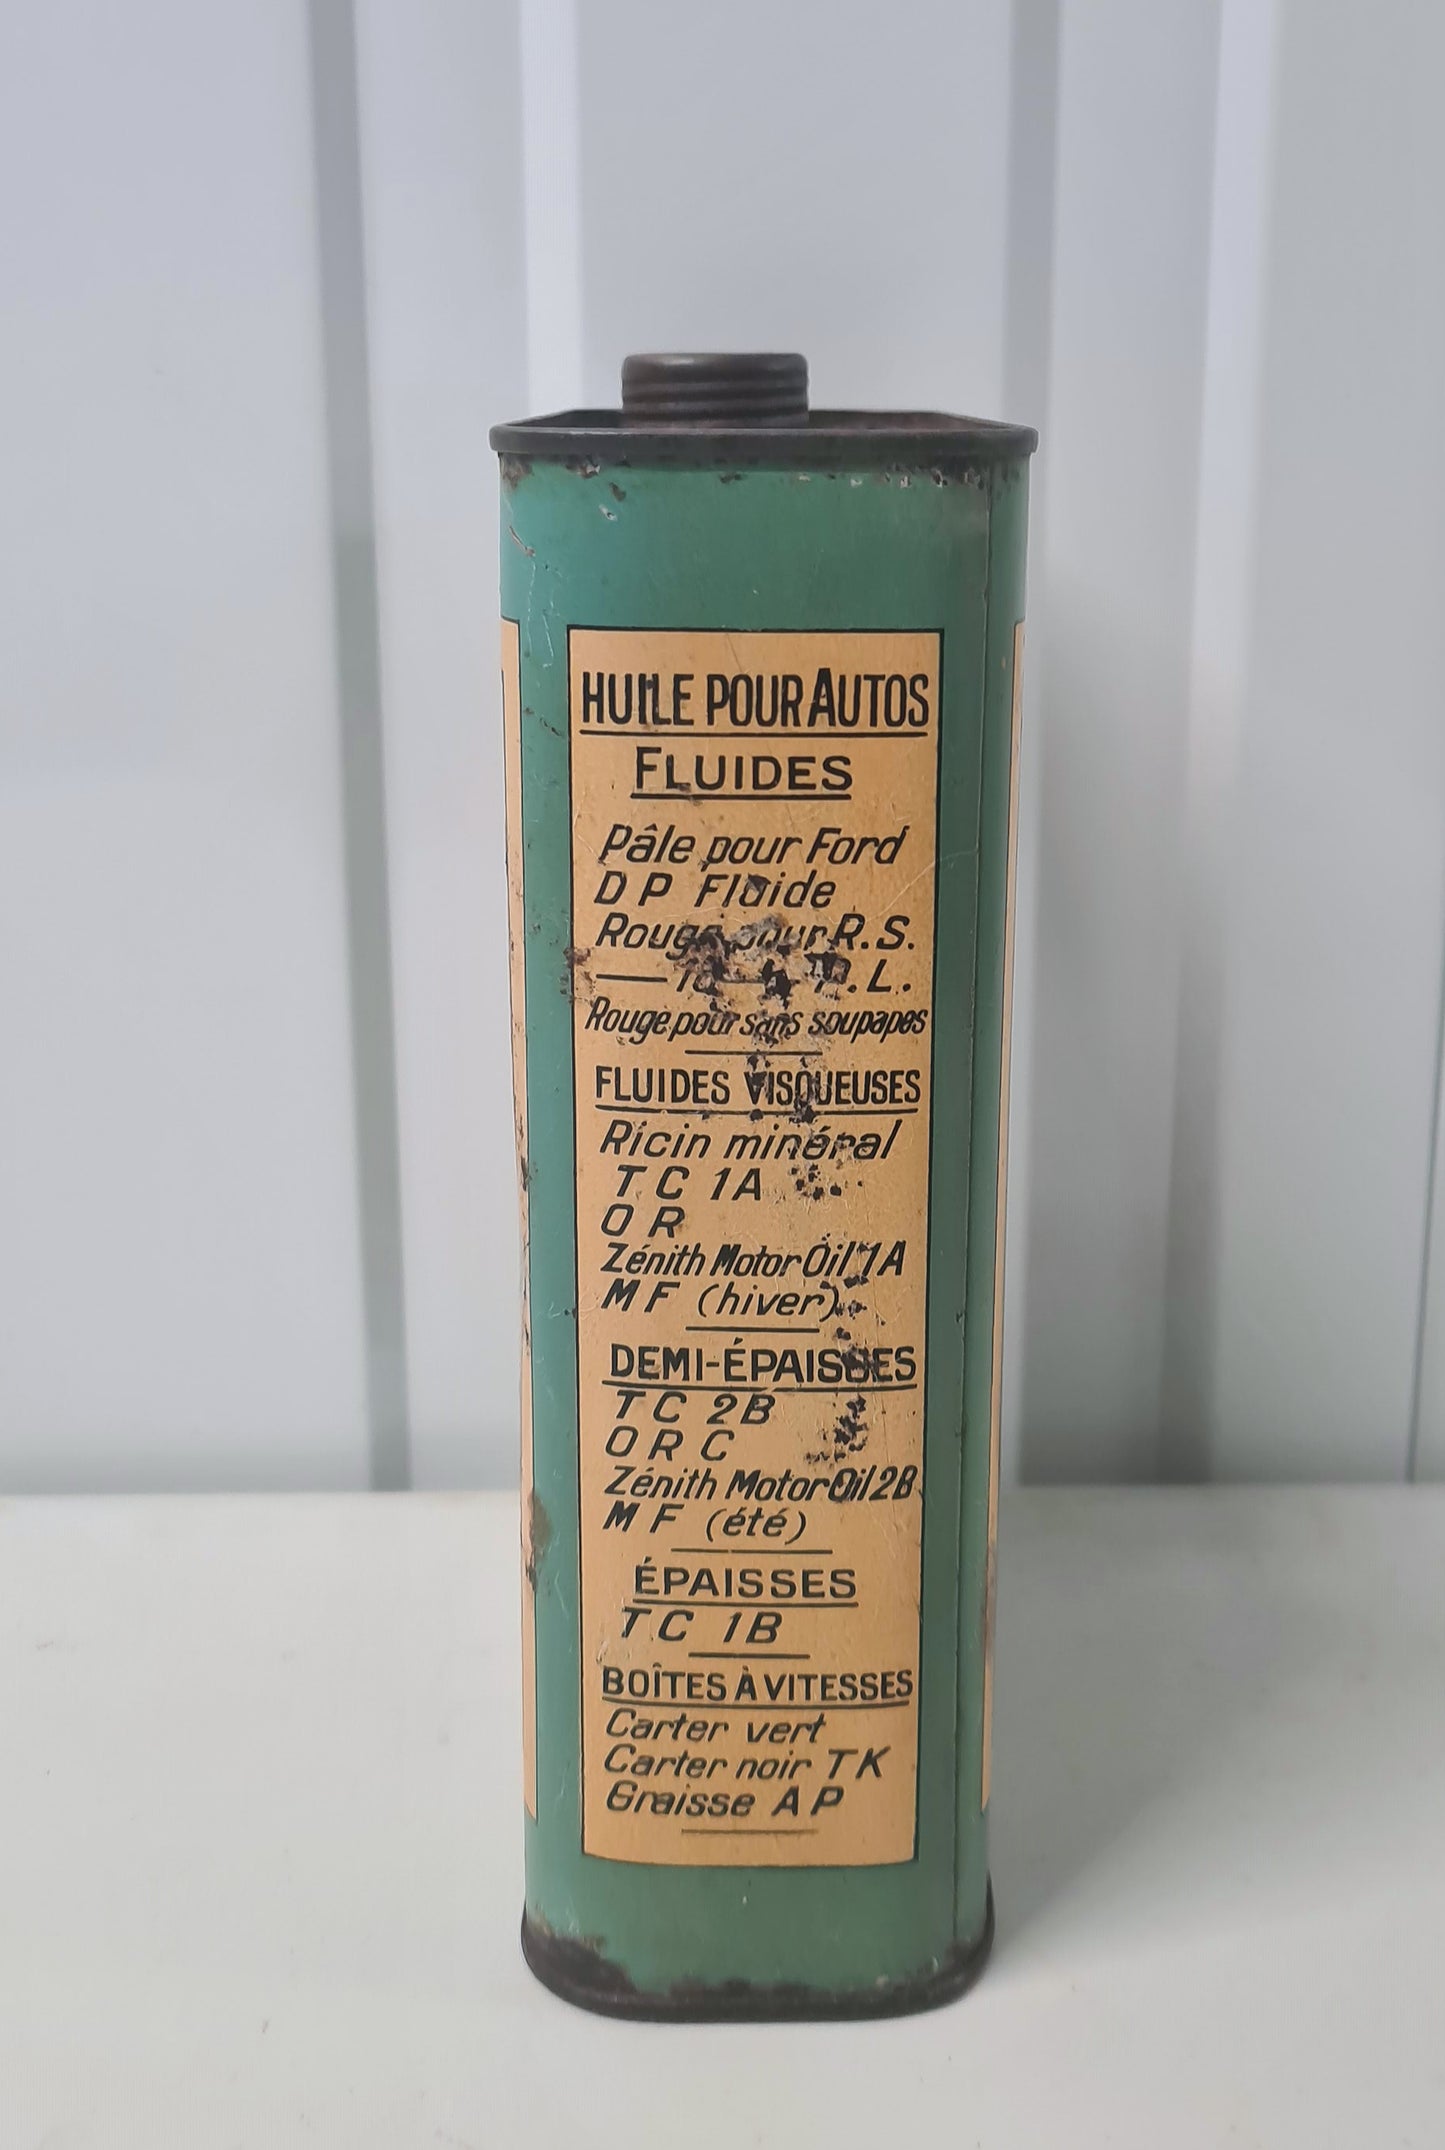 HUILE POUR AUTOS
FLUIDES
Pâle pour Ford
D P Fluide
Rouge pour R.S.
R.L.
Rouge pour sans soupapes
FLUIDES VISQUEUSES
Ricin minéral
T C 1A
O R
Zénith Motor Oil 1A
M F (hiver)
DEMI-ÉPAISSES
T C 2B
O R C
Zénith Motor Oil 2B
M F (été)
ÉPAISSES
T C 1B
BOÎTES À VITESSES
Carter vert
Carter noir T K
Graisse A P